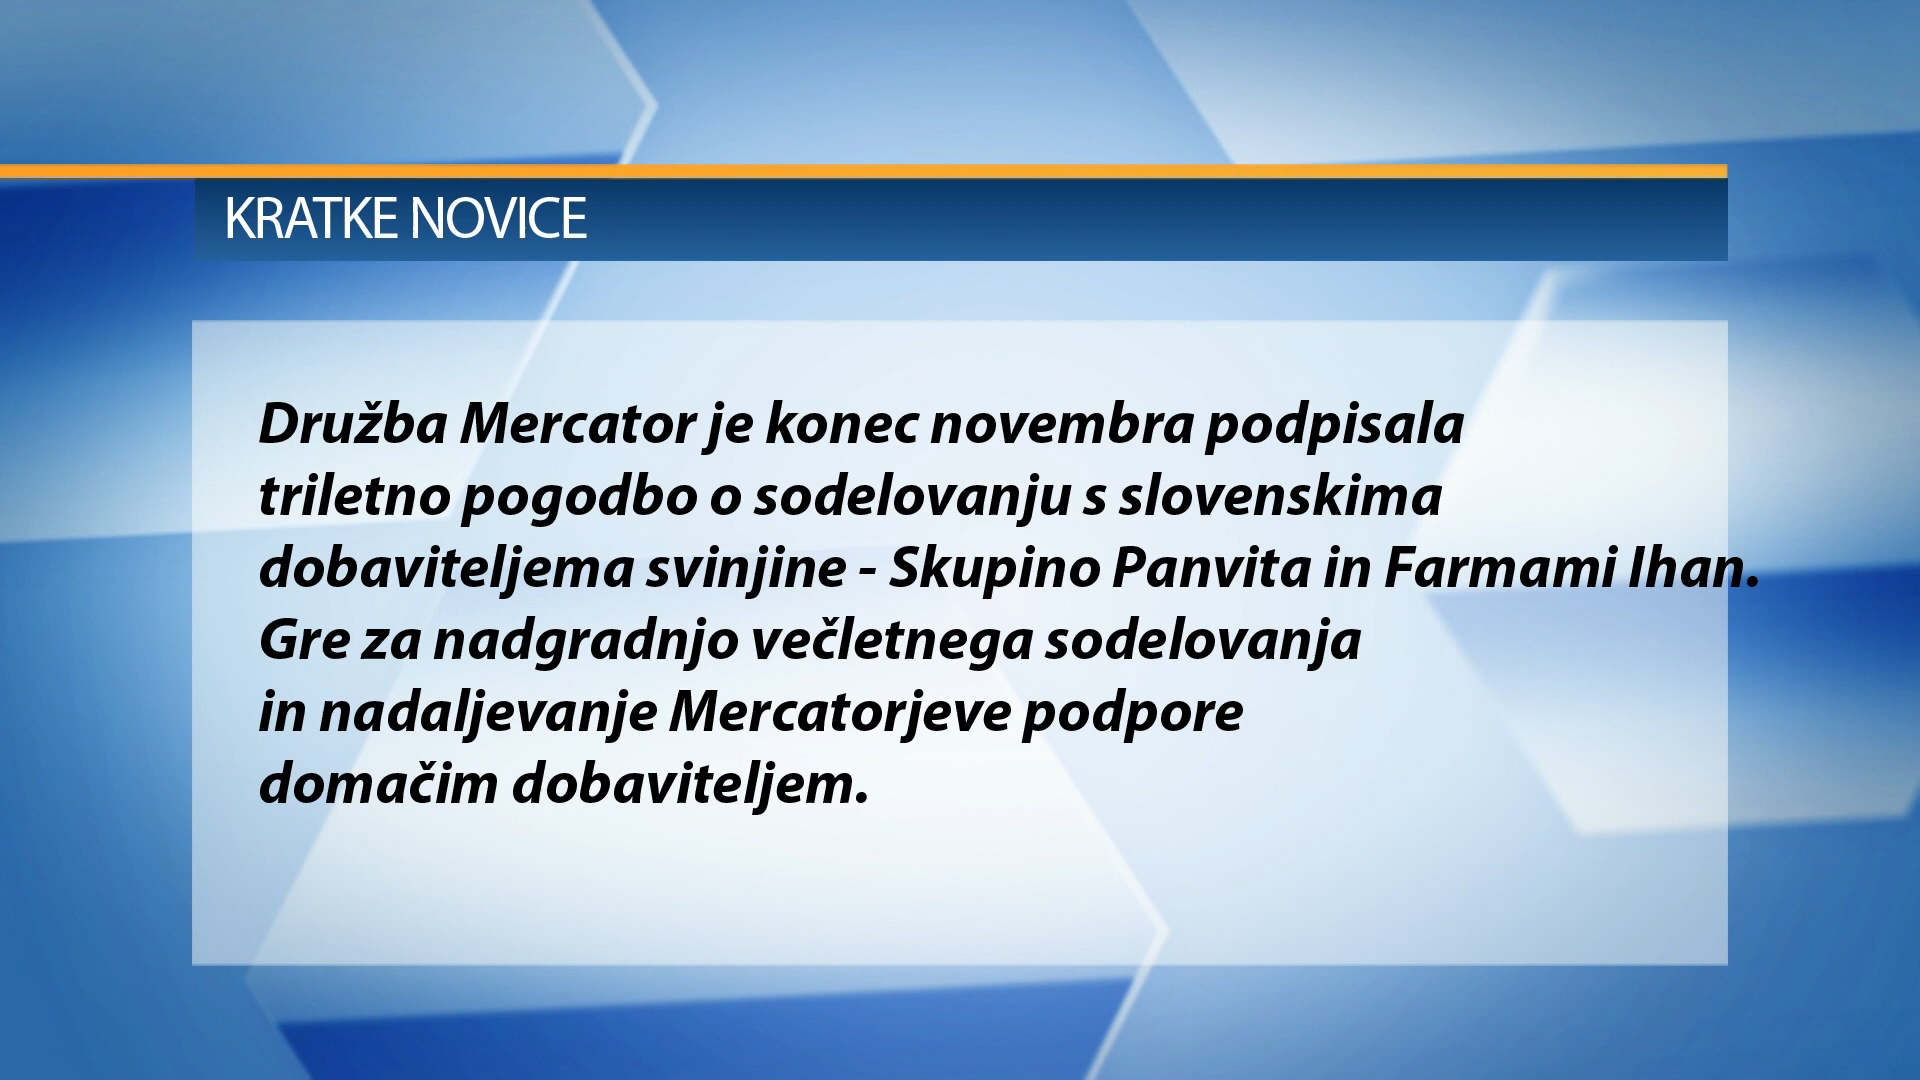 KRATKE NOVICE
Družba Mercator je konec novembra podpisala
triletno pogodbo o sodelovanju s slovenskima
dobaviteljema svinjine - Skupino Panvita in Farmami Ihan.
Gre za nadgradnjo večletnega sodelovanja
in nadaljevanje Mercatorjeve podpore
domačim dobaviteljem.